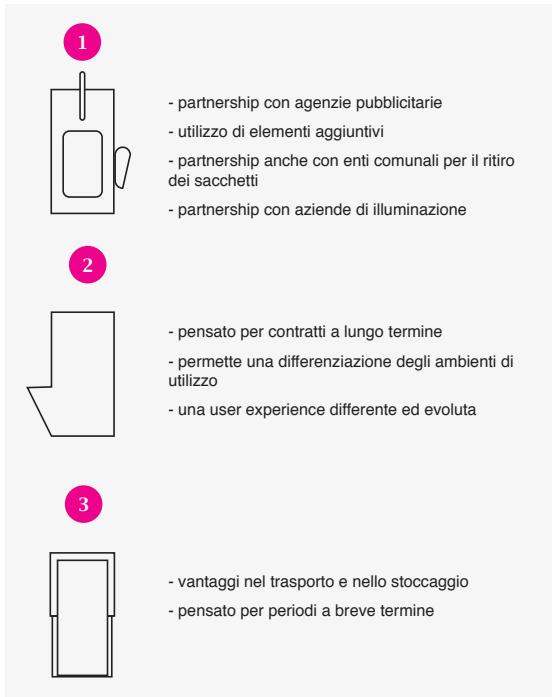 1
- partnership con agenzie pubblicitarie
- utilizzo di elementi aggiuntivi
- partnership anche con enti comunali per il ritiro
dei sacchetti
- partnership con aziende di illuminazione
2
- pensato per contratti a lungo termine
- permette una differenziazione degli ambienti di
utilizzo
- una user experience differente ed evoluta
3
- vantaggi nel trasporto e nello stoccaggio
- pensato per periodi a breve termine